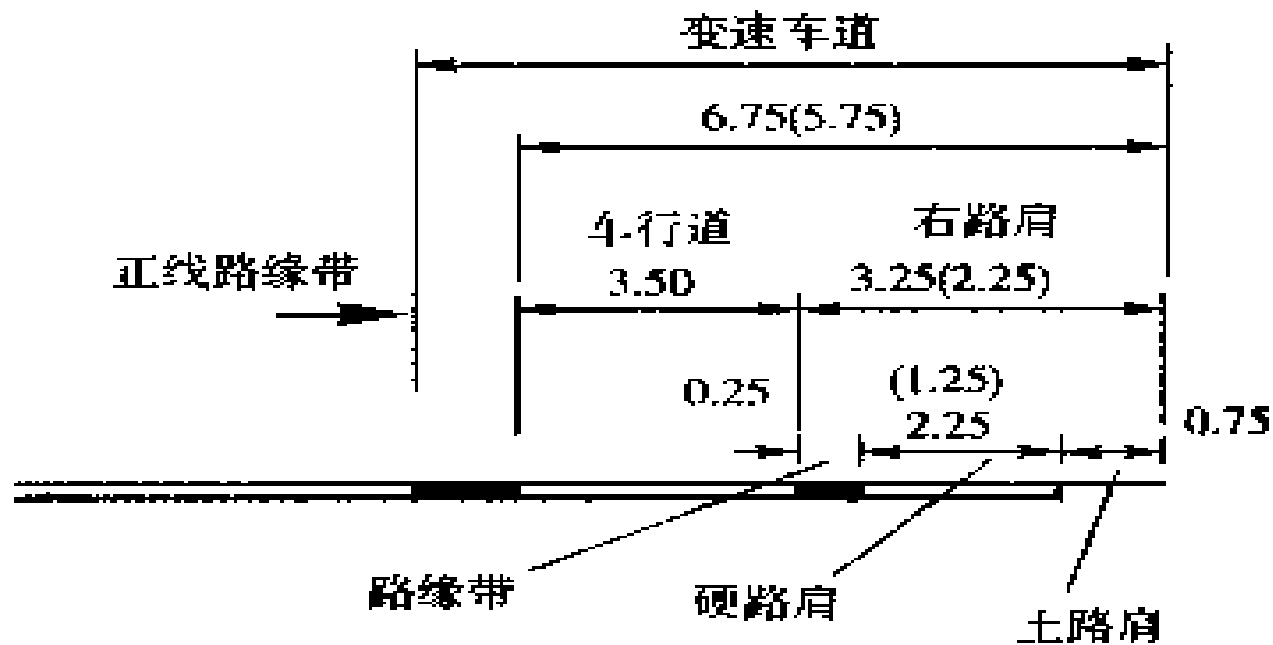 变速车道
6.75(5.75)
车行道
右路肩
正线路缘带
3.50
3.25(2.25)
0.25
(1.25)
2.25
0.75
路缘带
硬路肩
土路肩